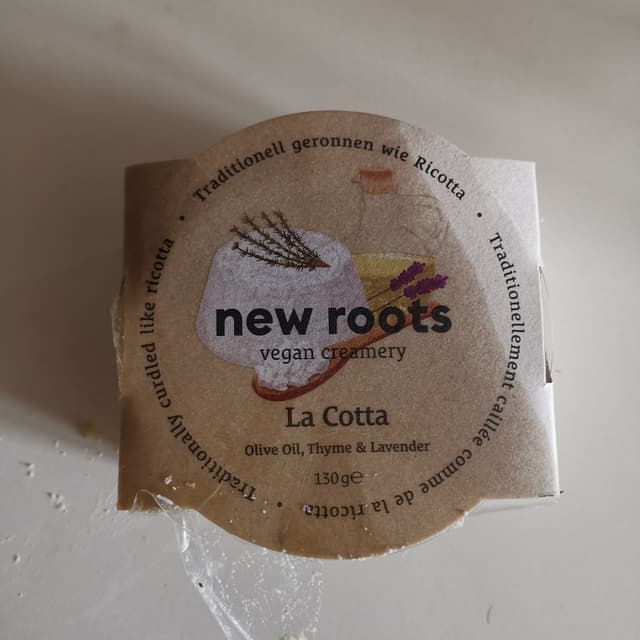 Traditionell geronnen wie Ricotta
Traditionellement caillée comme de la ricotta
Traditionally curdled like ricotta
new roots
vegan creamery
La Cotta
Olive Oil, Thyme & Lavender
130g℮